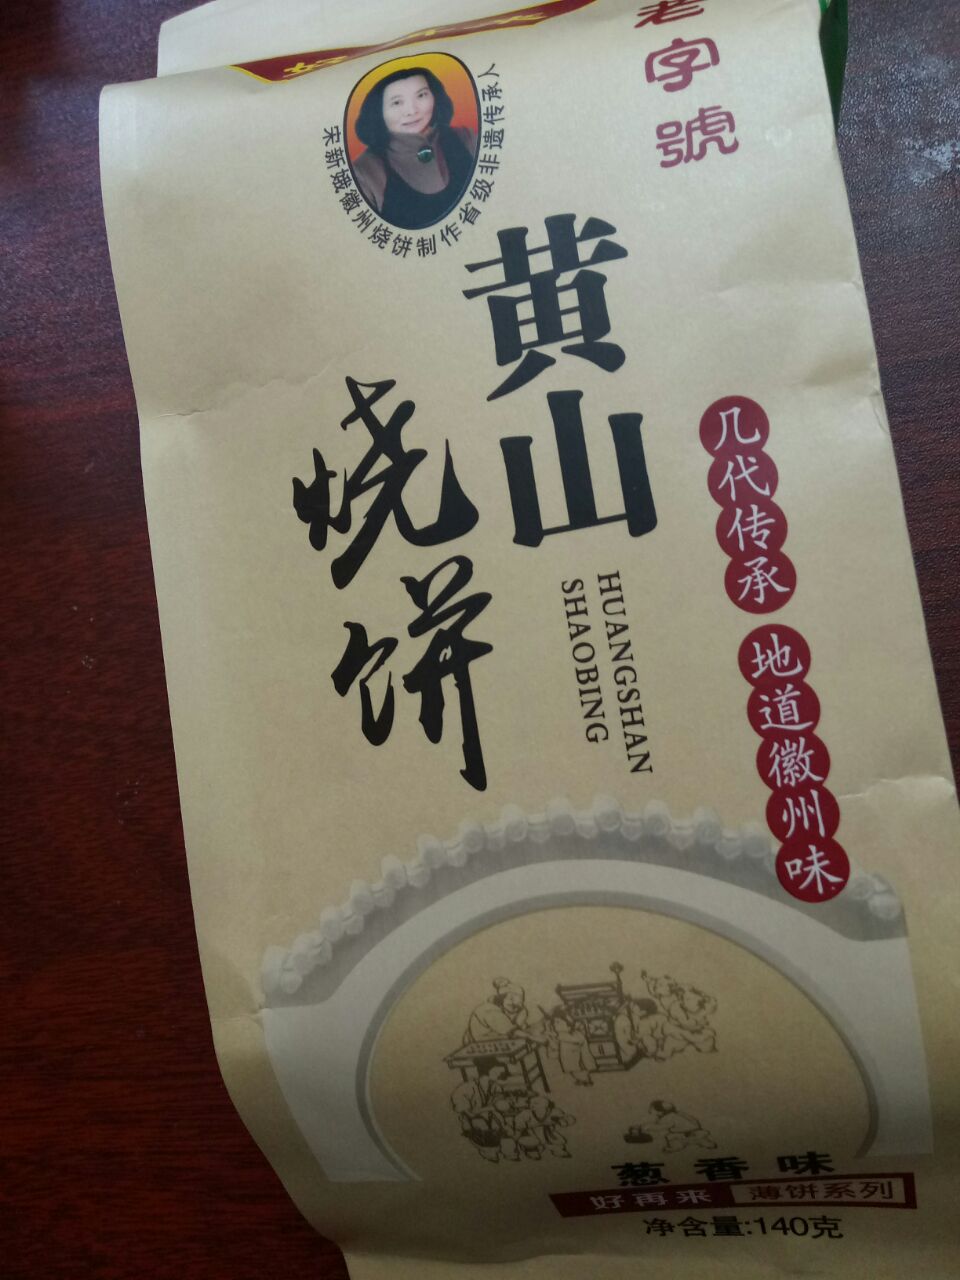 老字號
宋新娥徽州烧饼制作省级非遗传承人
黄山
烧饼
HUANGSHAN
SHAOBING
几代传承
地道徽州味
葱香味
好再来 薄饼系列
净含量:140克